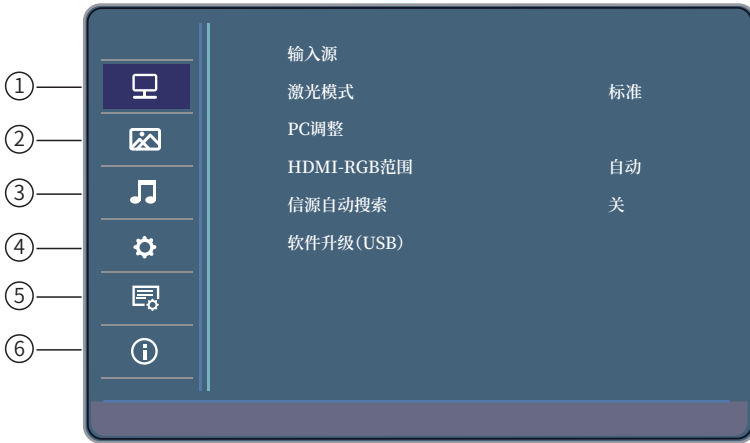 输入源
① 激光模式 标准
② PC调整
③ HDMI-RGB范围 自动
信源自动搜索 关
④ 软件升级(USB)
⑤
⑥